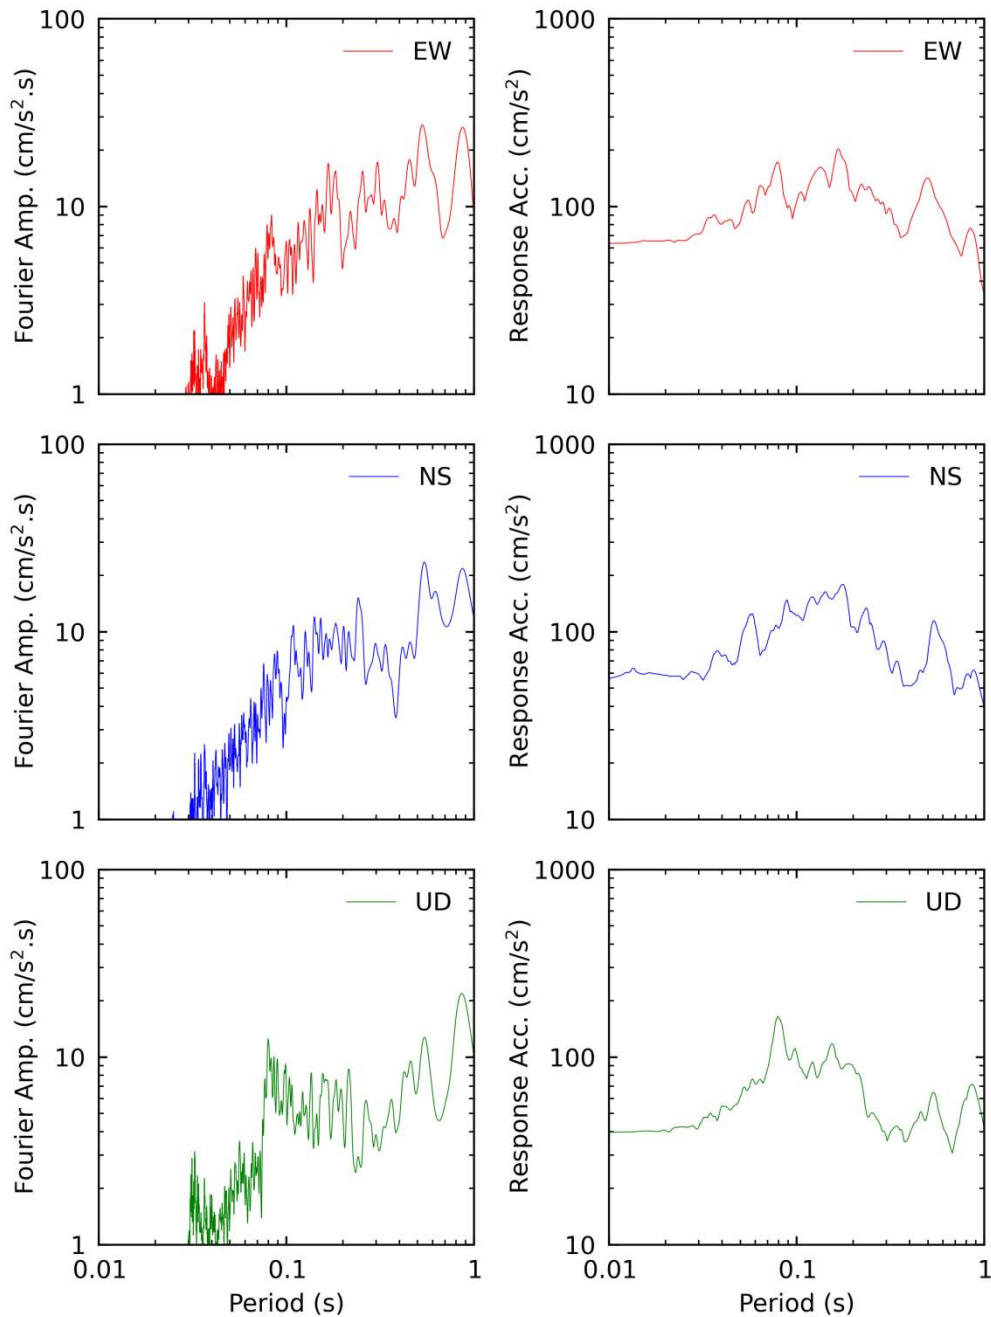 100
10
1
Fourier Amp. (cm/s².s)
EW
1000
100
10
Response Acc. (cm/s²)
EW
100
10
1
Fourier Amp. (cm/s².s)
NS
1000
100
10
Response Acc. (cm/s²)
NS
100
10
1
Fourier Amp. (cm/s².s)
UD
0.01
0.1
1
Period (s)
1000
100
10
Response Acc. (cm/s²)
UD
0.01
0.1
1
Period (s)